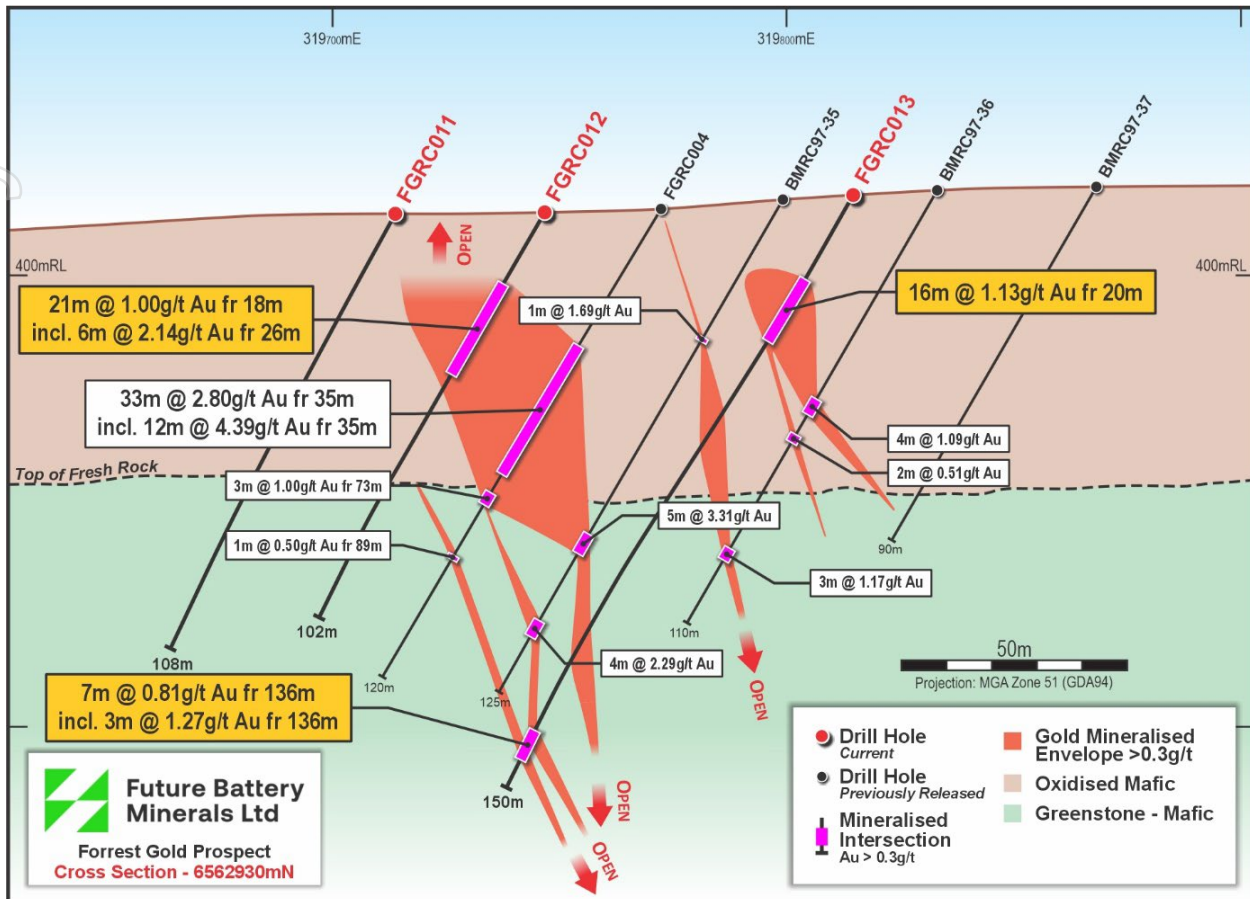 319700mE
319800mE
FGRC011
FGRC012
FGRC004
BMRC97-35
FGRC013
BMRC97-36
BMRC97-37
400mRL
400mRL
OPEN
21m @ 1.00g/t Au fr 18m
incl. 6m @ 2.14g/t Au fr 26m
1m @ 1.69g/t Au
16m @ 1.13g/t Au fr 20m
33m @ 2.80g/t Au fr 35m
incl. 12m @ 4.39g/t Au fr 35m
4m @ 1.09g/t Au
2m @ 0.51g/t Au
Top of Fresh Rock
3m @ 1.00g/t Au fr 73m
5m @ 3.31g/t Au
1m @ 0.50g/t Au fr 89m
90m
3m @ 1.17g/t Au
102m
110m
108m
120m
125m
4m @ 2.29g/t Au
OPEN
50m
Projection: MGA Zone 51 (GDA94)
7m @ 0.81g/t Au fr 136m
incl. 3m @ 1.27g/t Au fr 136m
150m
OPEN
OPEN
Future Battery
Minerals Ltd
Forrest Gold Prospect
Cross Section - 6562930mN
Drill Hole
Current
Drill Hole
Previously Released
Mineralised
Intersection
Au > 0.3g/t
Gold Mineralised
Envelope >0.3g/t
Oxidised Mafic
Greenstone - Mafic